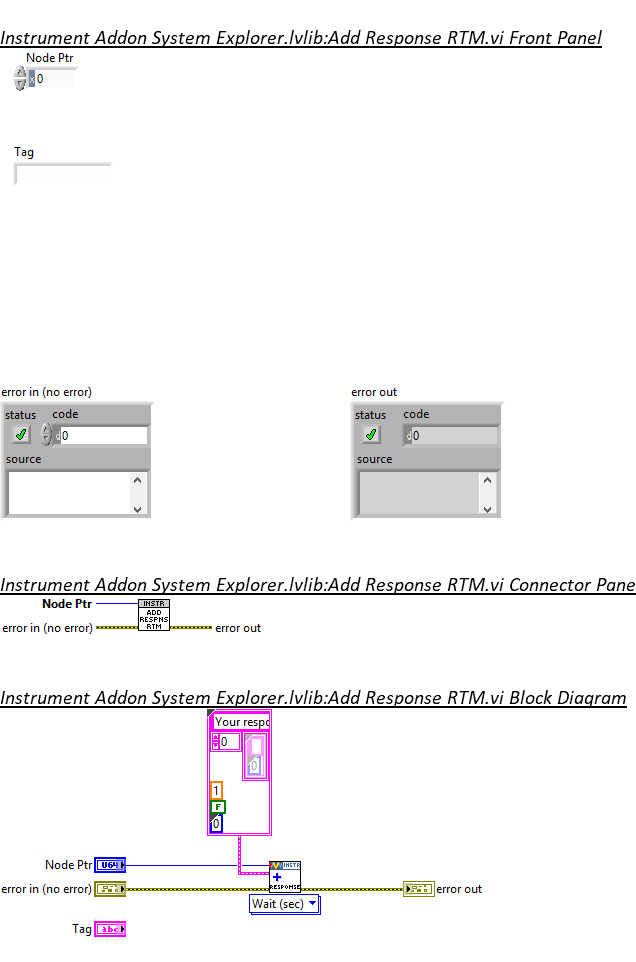 Instrument Addon System Explorer.lvlib:Add Response RTM.vi Front Panel
Node Ptr
x 0
Tag
error in (no error)
error out
status code
d 0
source
status code
d 0
source
Instrument Addon System Explorer.lvlib:Add Response RTM.vi Connector Pane
Node Ptr
INSTR
ADD
RESPNS
RTM
error in (no error)
error out
Instrument Addon System Explorer.lvlib:Add Response RTM.vi Block Diagram
Your respo
0
0
1
F
0
Node Ptr
U64
INSTR
RESPONSE
error in (no error)
error out
Wait (sec)
Tag
abc